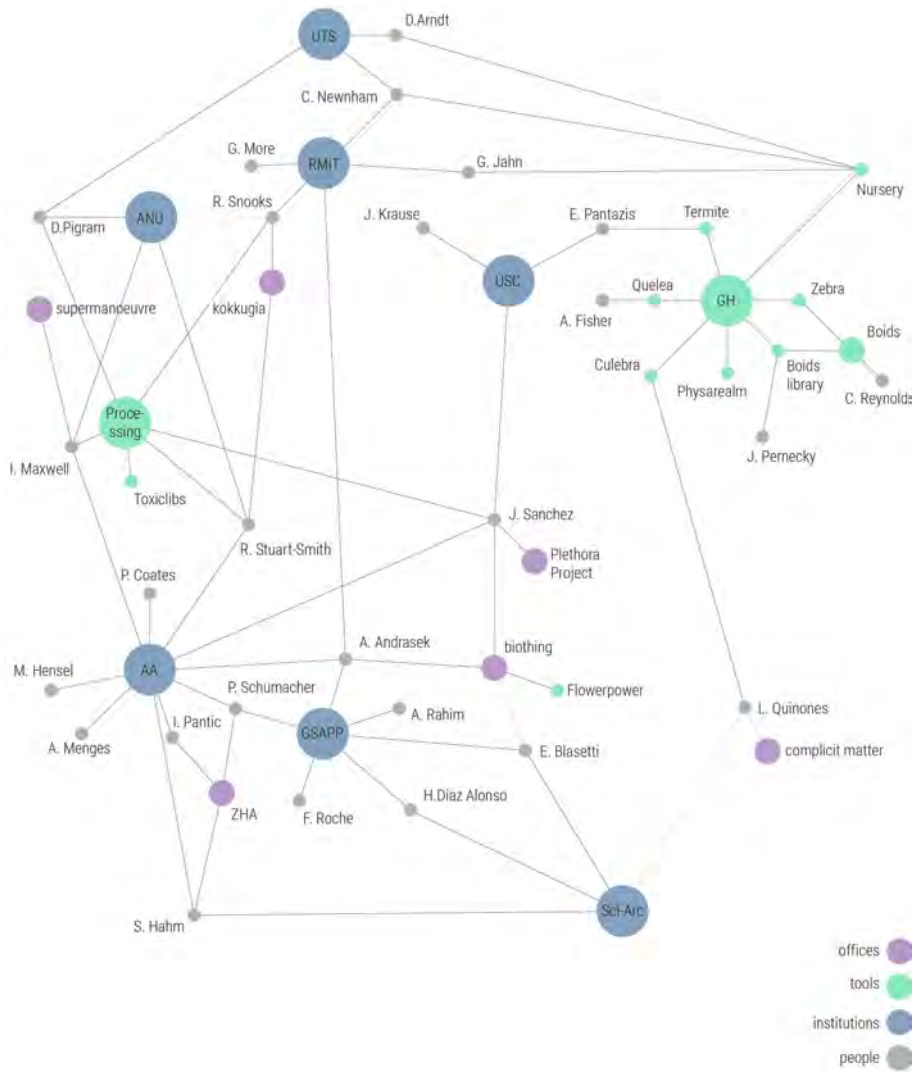 UTS
D.Arndt
C. Newnham
G. More
RMIT
G. Jahn
Nursery
R. Snooks
J. Krause
E. Pantazis
Termite
D.Pigram
ANU
USC
Quelea
GH
Zebra
supermanoeuvre
kokkugia
A. Fisher
Boids
Culebra
Physarealm
Boids
library
C. Reynolds
Proce-
ssing
I. Maxwell
J. Pernecky
Toxiclibs
J. Sanchez
R. Stuart-Smith
Plethora
Project
P. Coates
A. Andrasek
biothing
M. Hensel
AA
P. Schumacher
Flowerpower
I. Pantic
GSAPP
A. Rahim
L. Quinones
A. Menges
E. Blasetti
complicit matter
ZHA
F. Roche
H.Diaz Alonso
S. Hahm
Sci-Arc
offices
tools
institutions
people